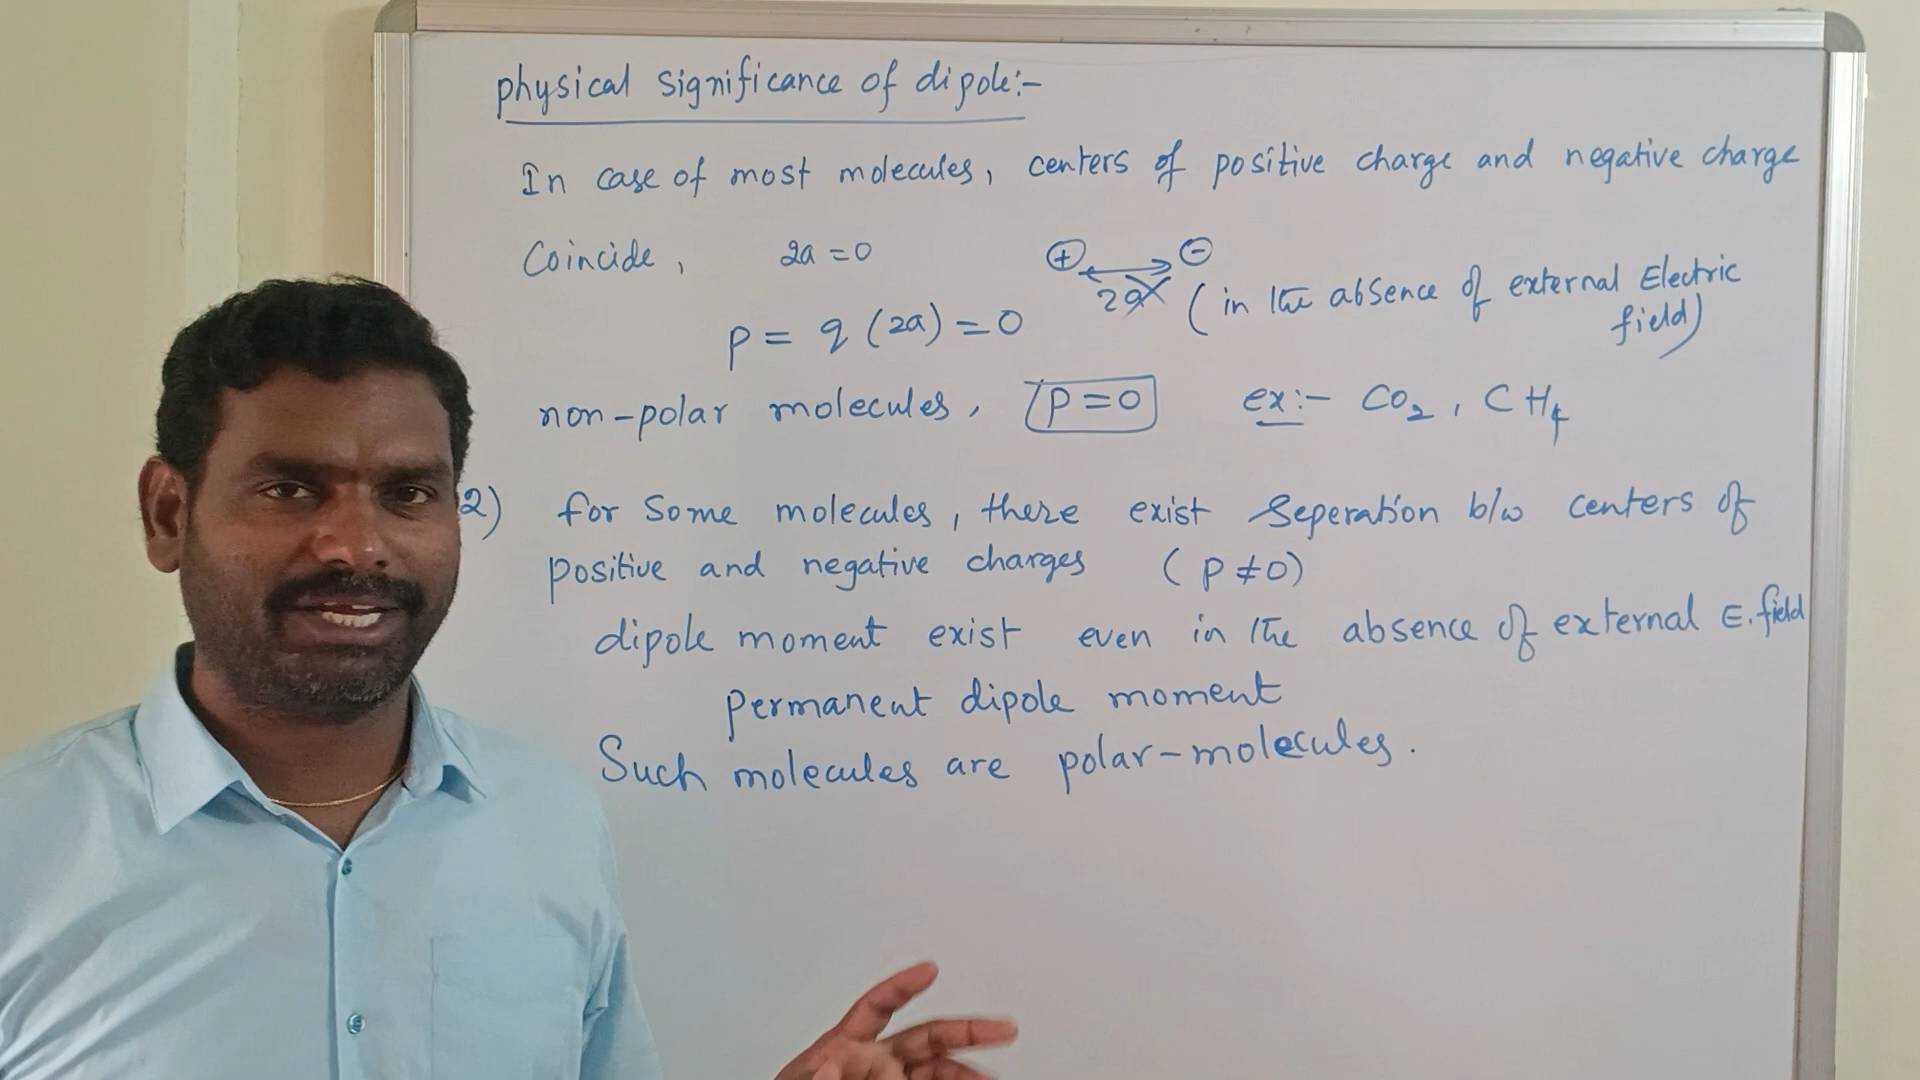 physical significance of dipole:-
In case of most molecules, centers of positive charge and negative charge
Coincide, 2a = 0 + - 
2a (in the absence of external Electric
field)
p = q (2a) = 0
non-polar molecules, p = 0 ex:- CO₂, CH₄
2) for some molecules, there exist seperation b/w centers of
positive and negative charges (p ≠ 0)
dipole moment exist even in the absence of external E. field
permanent dipole moment
Such molecules are polar-molecules.